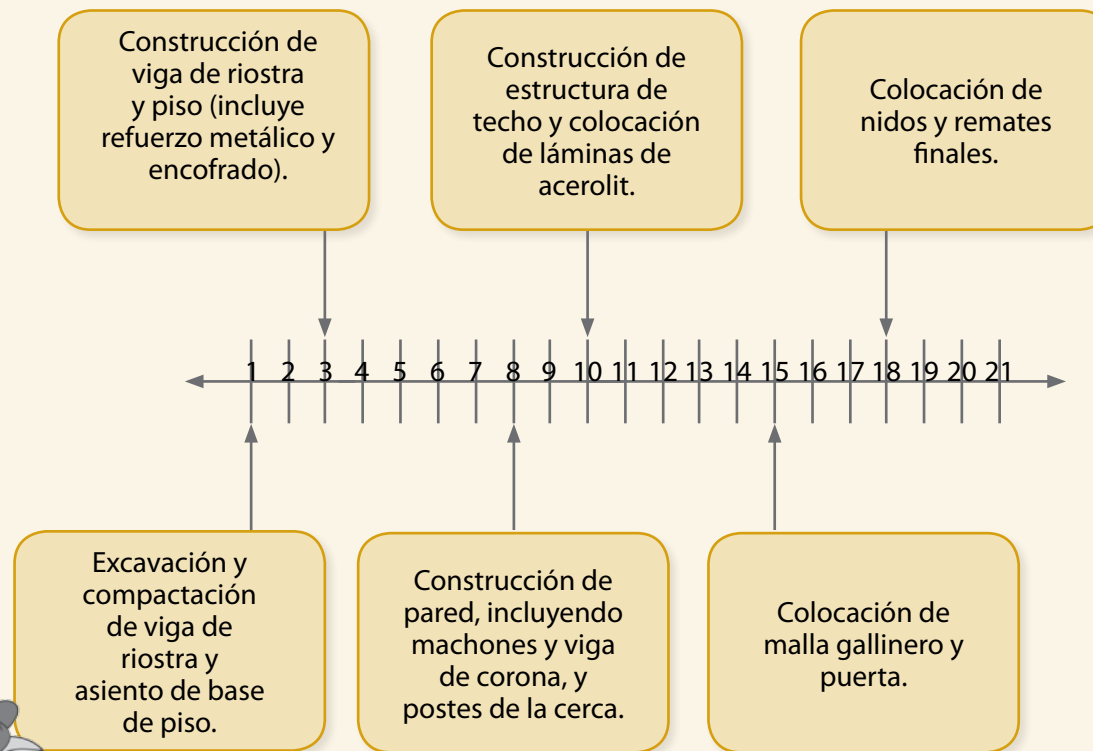 Construcción de
viga de riostra
y piso (incluye
refuerzo metálico y
encofrado).
Construcción de
estructura de
techo y colocación
de láminas de
acerolit.
Colocación de
nidos y remates
finales.
1 2 3 4 5 6 7 8 9 10 11 12 13 14 15 16 17 18 19 20 21
Excavación y
compactación
de viga de
riostra y
asiento de base
de piso.
Construcción de
pared, incluyendo
machones y viga
de corona, y
postes de la cerca.
Colocación de
malla gallinero y
puerta.